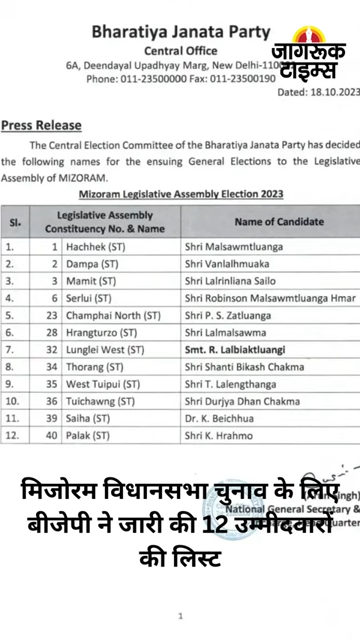 Bharatiya Janata Party
जागरूक
टाइम्स
Central Office
6A, Deendayal Upadhyay Marg, New Delhi-110
Phone: 011-23500000 Fax: 011-23500190
Dated: 18.10.2023
Press Release
The Central Election Committee of the Bharatiya Janata Party has decided
the following names for the ensuing General Elections to the Legislative
Assembly of MIZORAM.
Mizoram Legislative Assembly Election 2023
Sl. Legislative Assembly Constituency No. & Name Name of Candidate
1. 1 Hachhek (ST) Shri Malsawmtluanga
2. 2 Dampa (ST) Shri Vanlalhmuaka
3. 3 Mamit (ST) Shri Lalrinliana Sailo
4. 6 Serlui (ST) Shri Robinson Malsawmtluanga Hmar
5. 23 Champhai North (ST) Shri P. S. Zatluanga
6. 28 Hrangturzo (ST) Shri Lalmalsawma
7. 32 Lunglei West (ST) Smt. R. Lalbiaktluangi
8. 34 Thorang (ST) Shri Shanti Bikash Chakma
9. 35 West Tuipui (ST) Shri T. Lalengthanga
10. 36 Tuichawng (ST) Shri Durjya Dhan Chakma
11. 39 Saiha (ST) Dr. K. Beichhua
12. 40 Palak (ST) Shri K. Hrahmo
मिजोरम विधानसभा चुनाव के लिए
National General Secretary &
बीजेपी ने जारी की 12 उम्मीदवारों
की लिस्ट
1